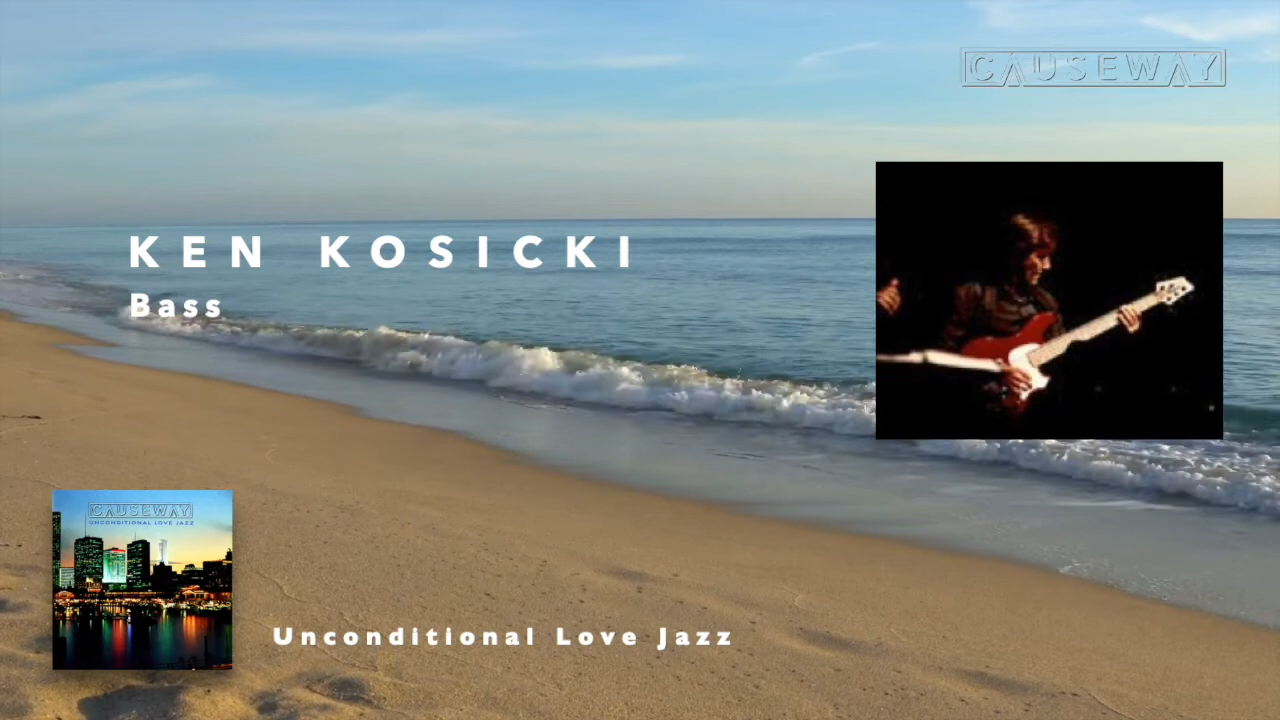 CAUSEWAY
KEN KOSICKI
Bass
CAUSEWAY
UNCONDITIONAL LOVE JAZZ
Unconditional Love Jazz